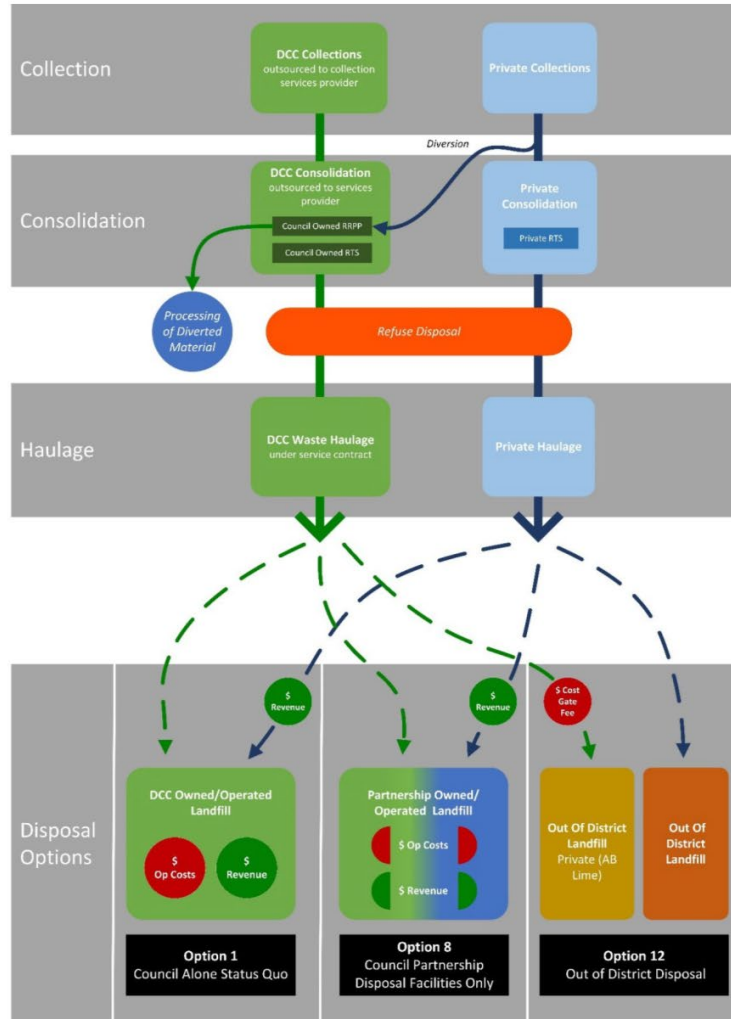 Collection
DCC Collections
outsourced to collection
services provider
Private Collections
Diversion
Consolidation
DCC Consolidation
outsourced to services
provider
Council Owned RRPP
Council Owned RTS
Private
Consolidation
Private RTS
Processing
of Diverted
Material
Refuse Disposal
Haulage
DCC Waste Haulage
under service contract
Private Haulage
$
Revenue
$
Revenue
$ Cost
Gate
Fee
Disposal
Options
DCC Owned/Operated
Landfill
$
Op Costs
$
Revenue
Partnership Owned/
Operated Landfill
$ Op Costs
$ Revenue
Out Of District
Landfill
Private (AB
Lime)
Out Of
District
Landfill
Option 1
Council Alone Status Quo
Option 8
Council Partnership
Disposal Facilities Only
Option 12
Out of District Disposal